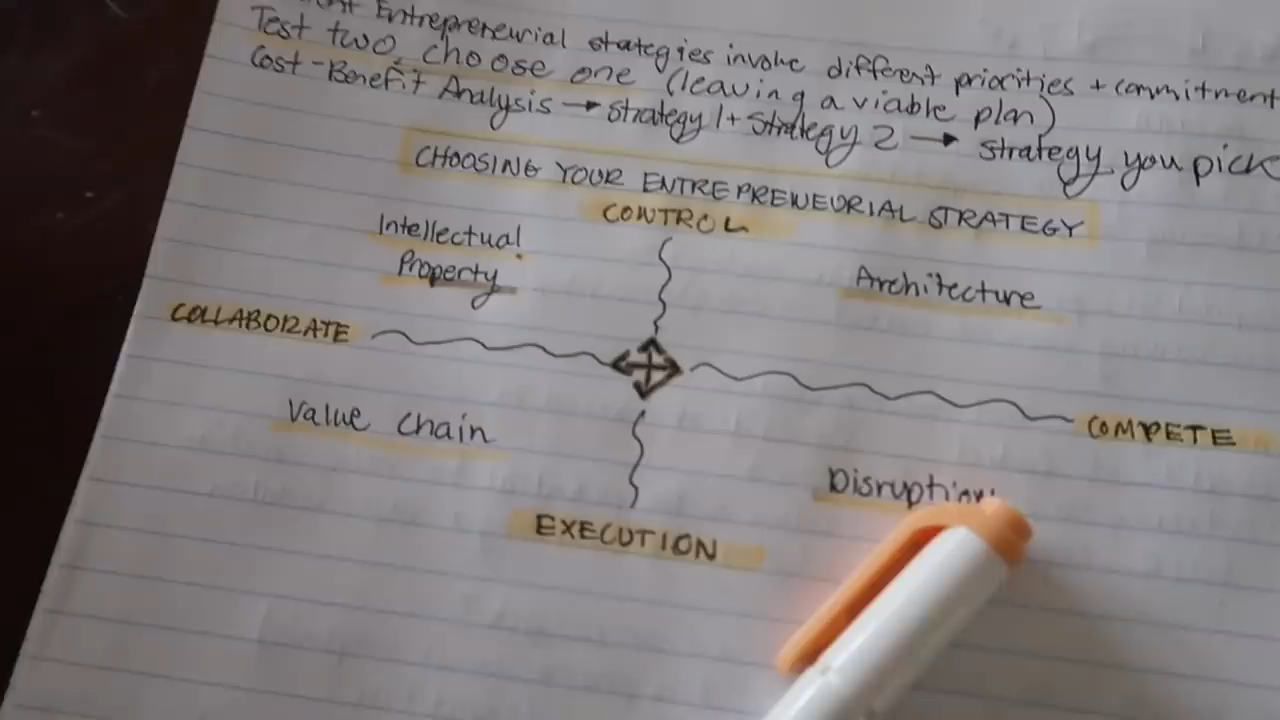 Entrepreneurial strategies involve different priorities + commitment
Test two, choose one (leaving a viable plan)
Cost-Benefit Analysis → Strategy 1 + Strategy 2 → strategy you pick
CHOOSING YOUR ENTREPRENEURIAL STRATEGY
CONTROL
Intellectual
Property
Architecture
COLLABORATE
COMPETE
Value chain
Disruption
EXECUTION